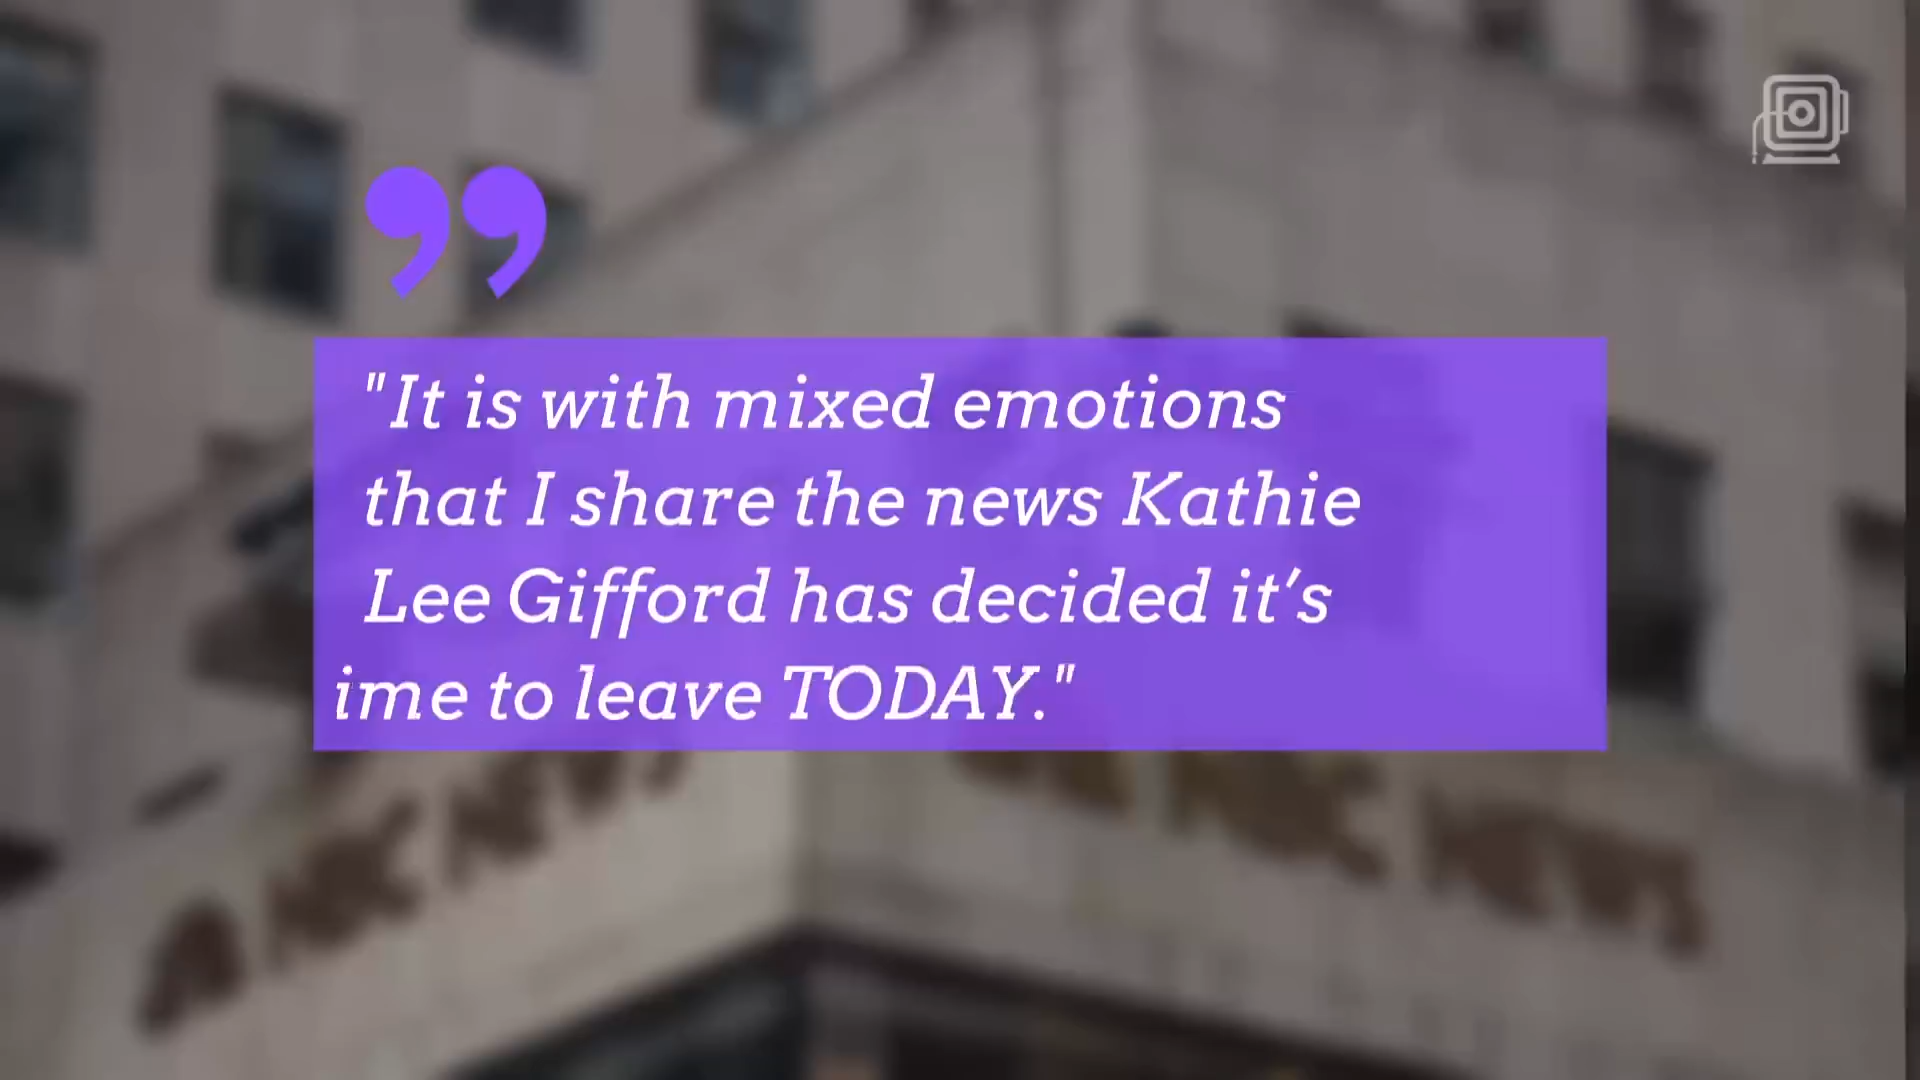 "It is with mixed emotions
that I share the news Kathie
Lee Gifford has decided it’s
ime to leave TODAY."